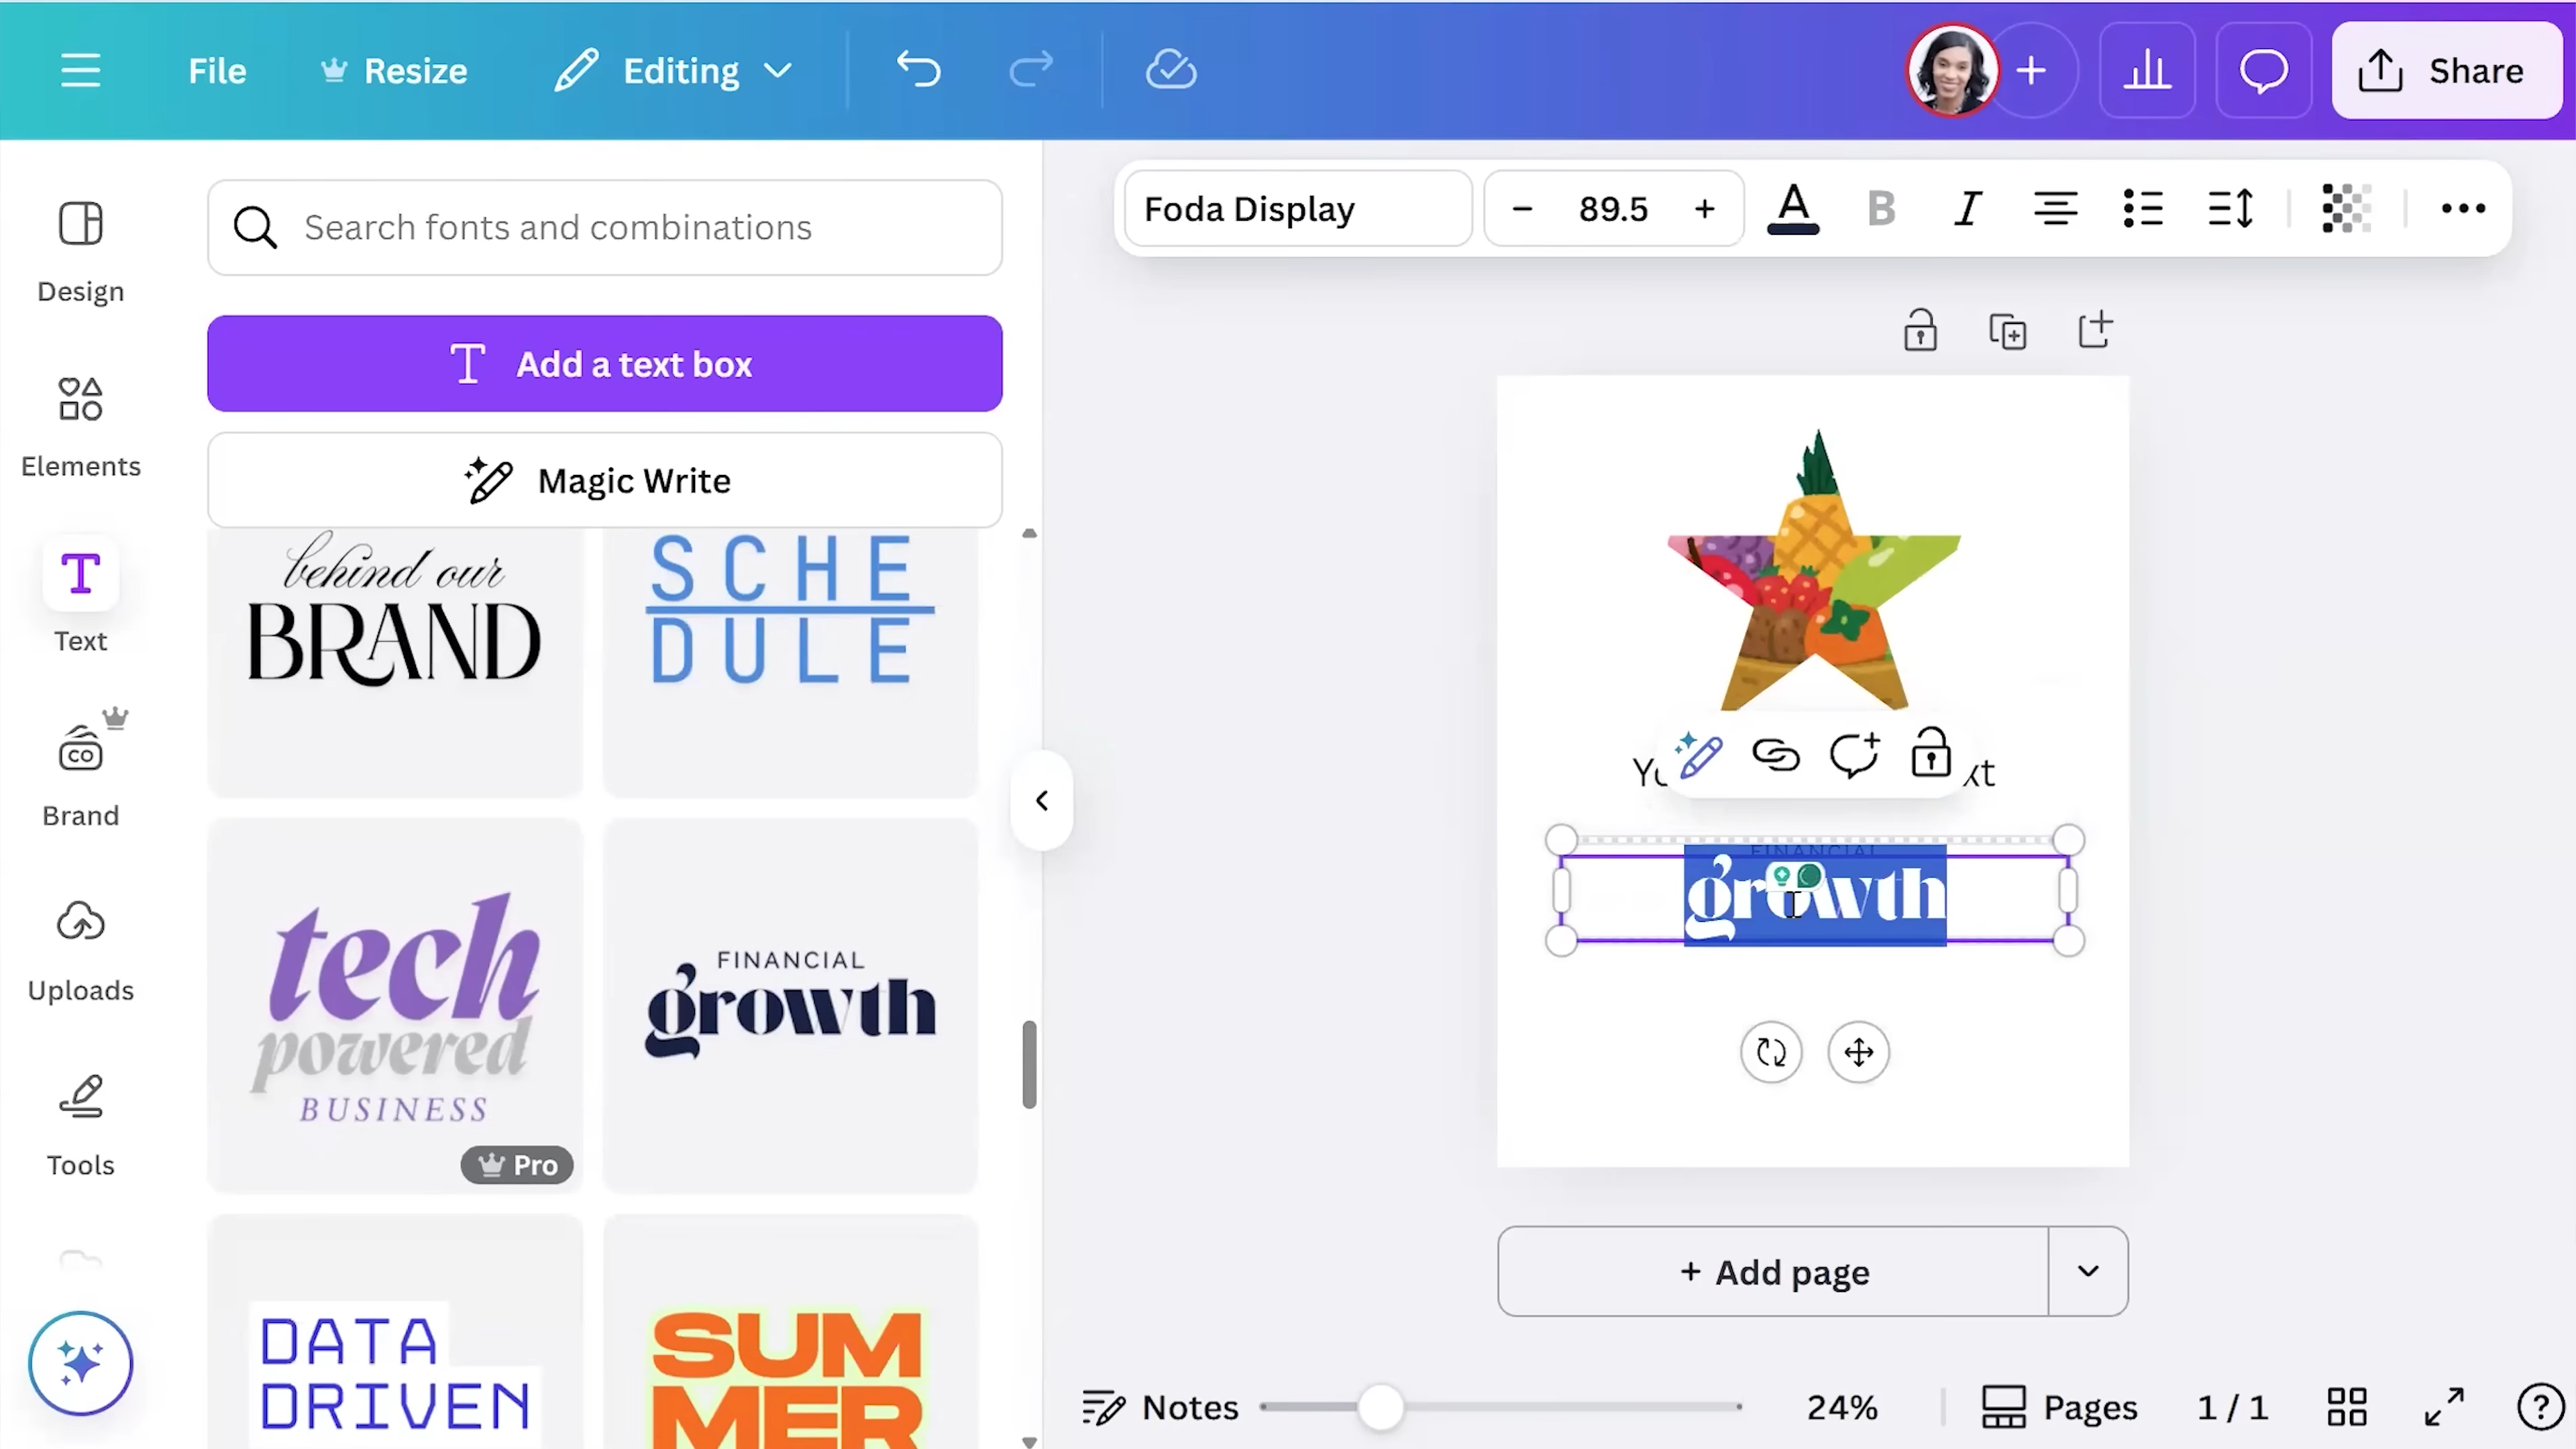 File
Resize
Editing
Share
Design
Elements
Text
Brand
CO
Uploads
Tools
Search fonts and combinations
Add a text box
Magic Write
behind our
BRAND
SCHE
DULE
tech
powered
BUSINESS
Pro
FINANCIAL
growth
DATA
DRIVEN
SUM
MER
Foda Display
89.5
A
B
I
FINANCIAL
growth
+ Add page
Notes
24%
Pages
1 / 1